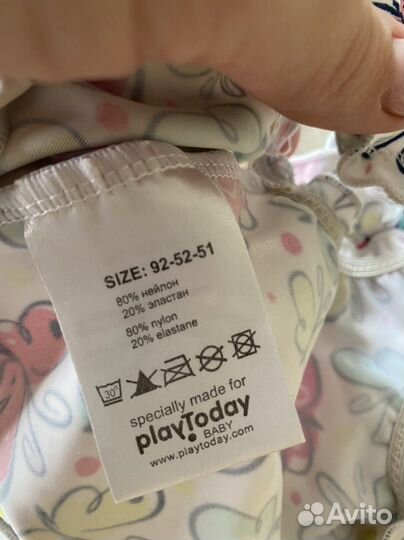 SIZE: 92-52-51
80% нейлон
20% эластан
80% nylon
20% elastane
30°
specially made for
playToday
BABY
www.playtoday.com
Avito